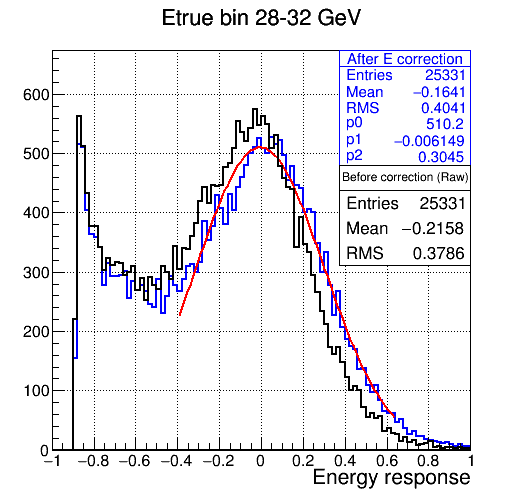 Etrue bin 28-32 GeV
After E correction
Entries 25331
Mean −0.1641
RMS 0.4041
p0 510.2
p1 −0.006149
p2 0.3045
Before correction (Raw)
Entries 25331
Mean −0.2158
RMS 0.3786
600
500
400
300
200
100
0
−1 −0.8 −0.6 −0.4 −0.2 0 0.2 0.4 0.6 0.8 1
Energy response